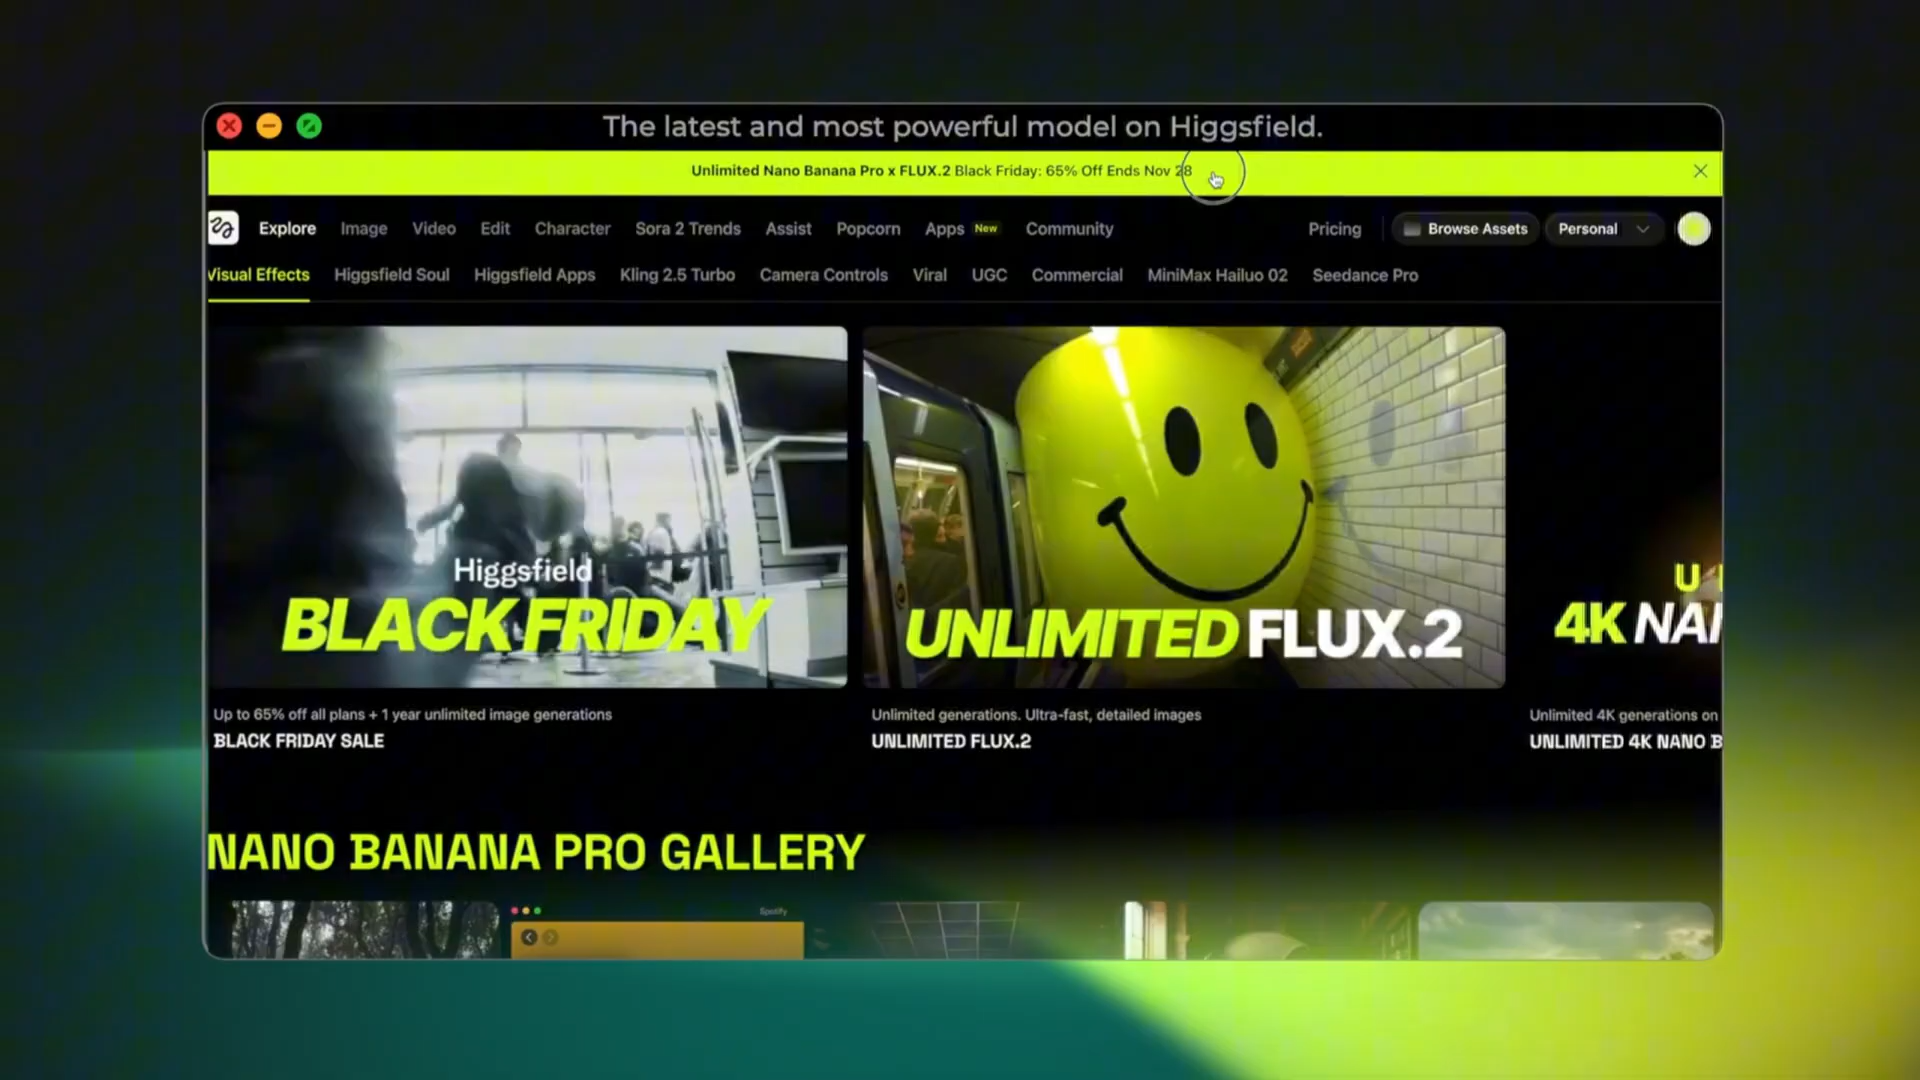 The latest and most powerful model on Higgsfield.
Unlimited Nano Banana Pro x FLUX.2 Black Friday: 65% Off Ends Nov 28
Explore Image Video Edit Character Sora 2 Trends Assist Popcorn Apps New Community Pricing Browse Assets Personal
Visual Effects Higgsfield Soul Higgsfield Apps Kling 2.5 Turbo Camera Controls Viral UGC Commercial MiniMax Hailuo 02 Seedance Pro
Higgsfield
BLACK FRIDAY
UNLIMITED FLUX.2
U
4K NA
Up to 65% off all plans + 1 year unlimited image generations
BLACK FRIDAY SALE
Unlimited generations. Ultra-fast, detailed images
UNLIMITED FLUX.2
Unlimited 4K generations on
UNLIMITED 4K NANO B
NANO BANANA PRO GALLERY
Spotify